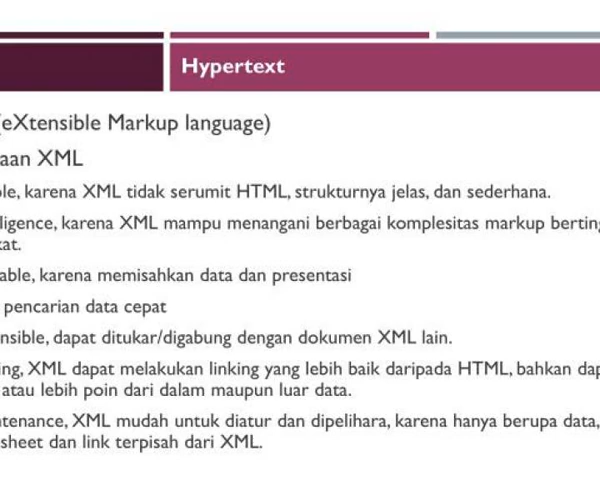 Hypertext
(eXtensible Markup language)
aan XML
ole, karena XML tidak serumit HTML, strukturnya jelas, dan sederhana.
lligence, karena XML mampu menangani berbagai komplesitas markup berting
kat.
able, karena memisahkan data dan presentasi
pencarian data cepat
nsible, dapat ditukar/digabung dengan dokumen XML lain.
ing, XML dapat melakukan linking yang lebih baik daripada HTML, bahkan dap
atau lebih poin dari dalam maupun luar data.
ntenance, XML mudah untuk diatur dan dipelihara, karena hanya berupa data,
sheet dan link terpisah dari XML.